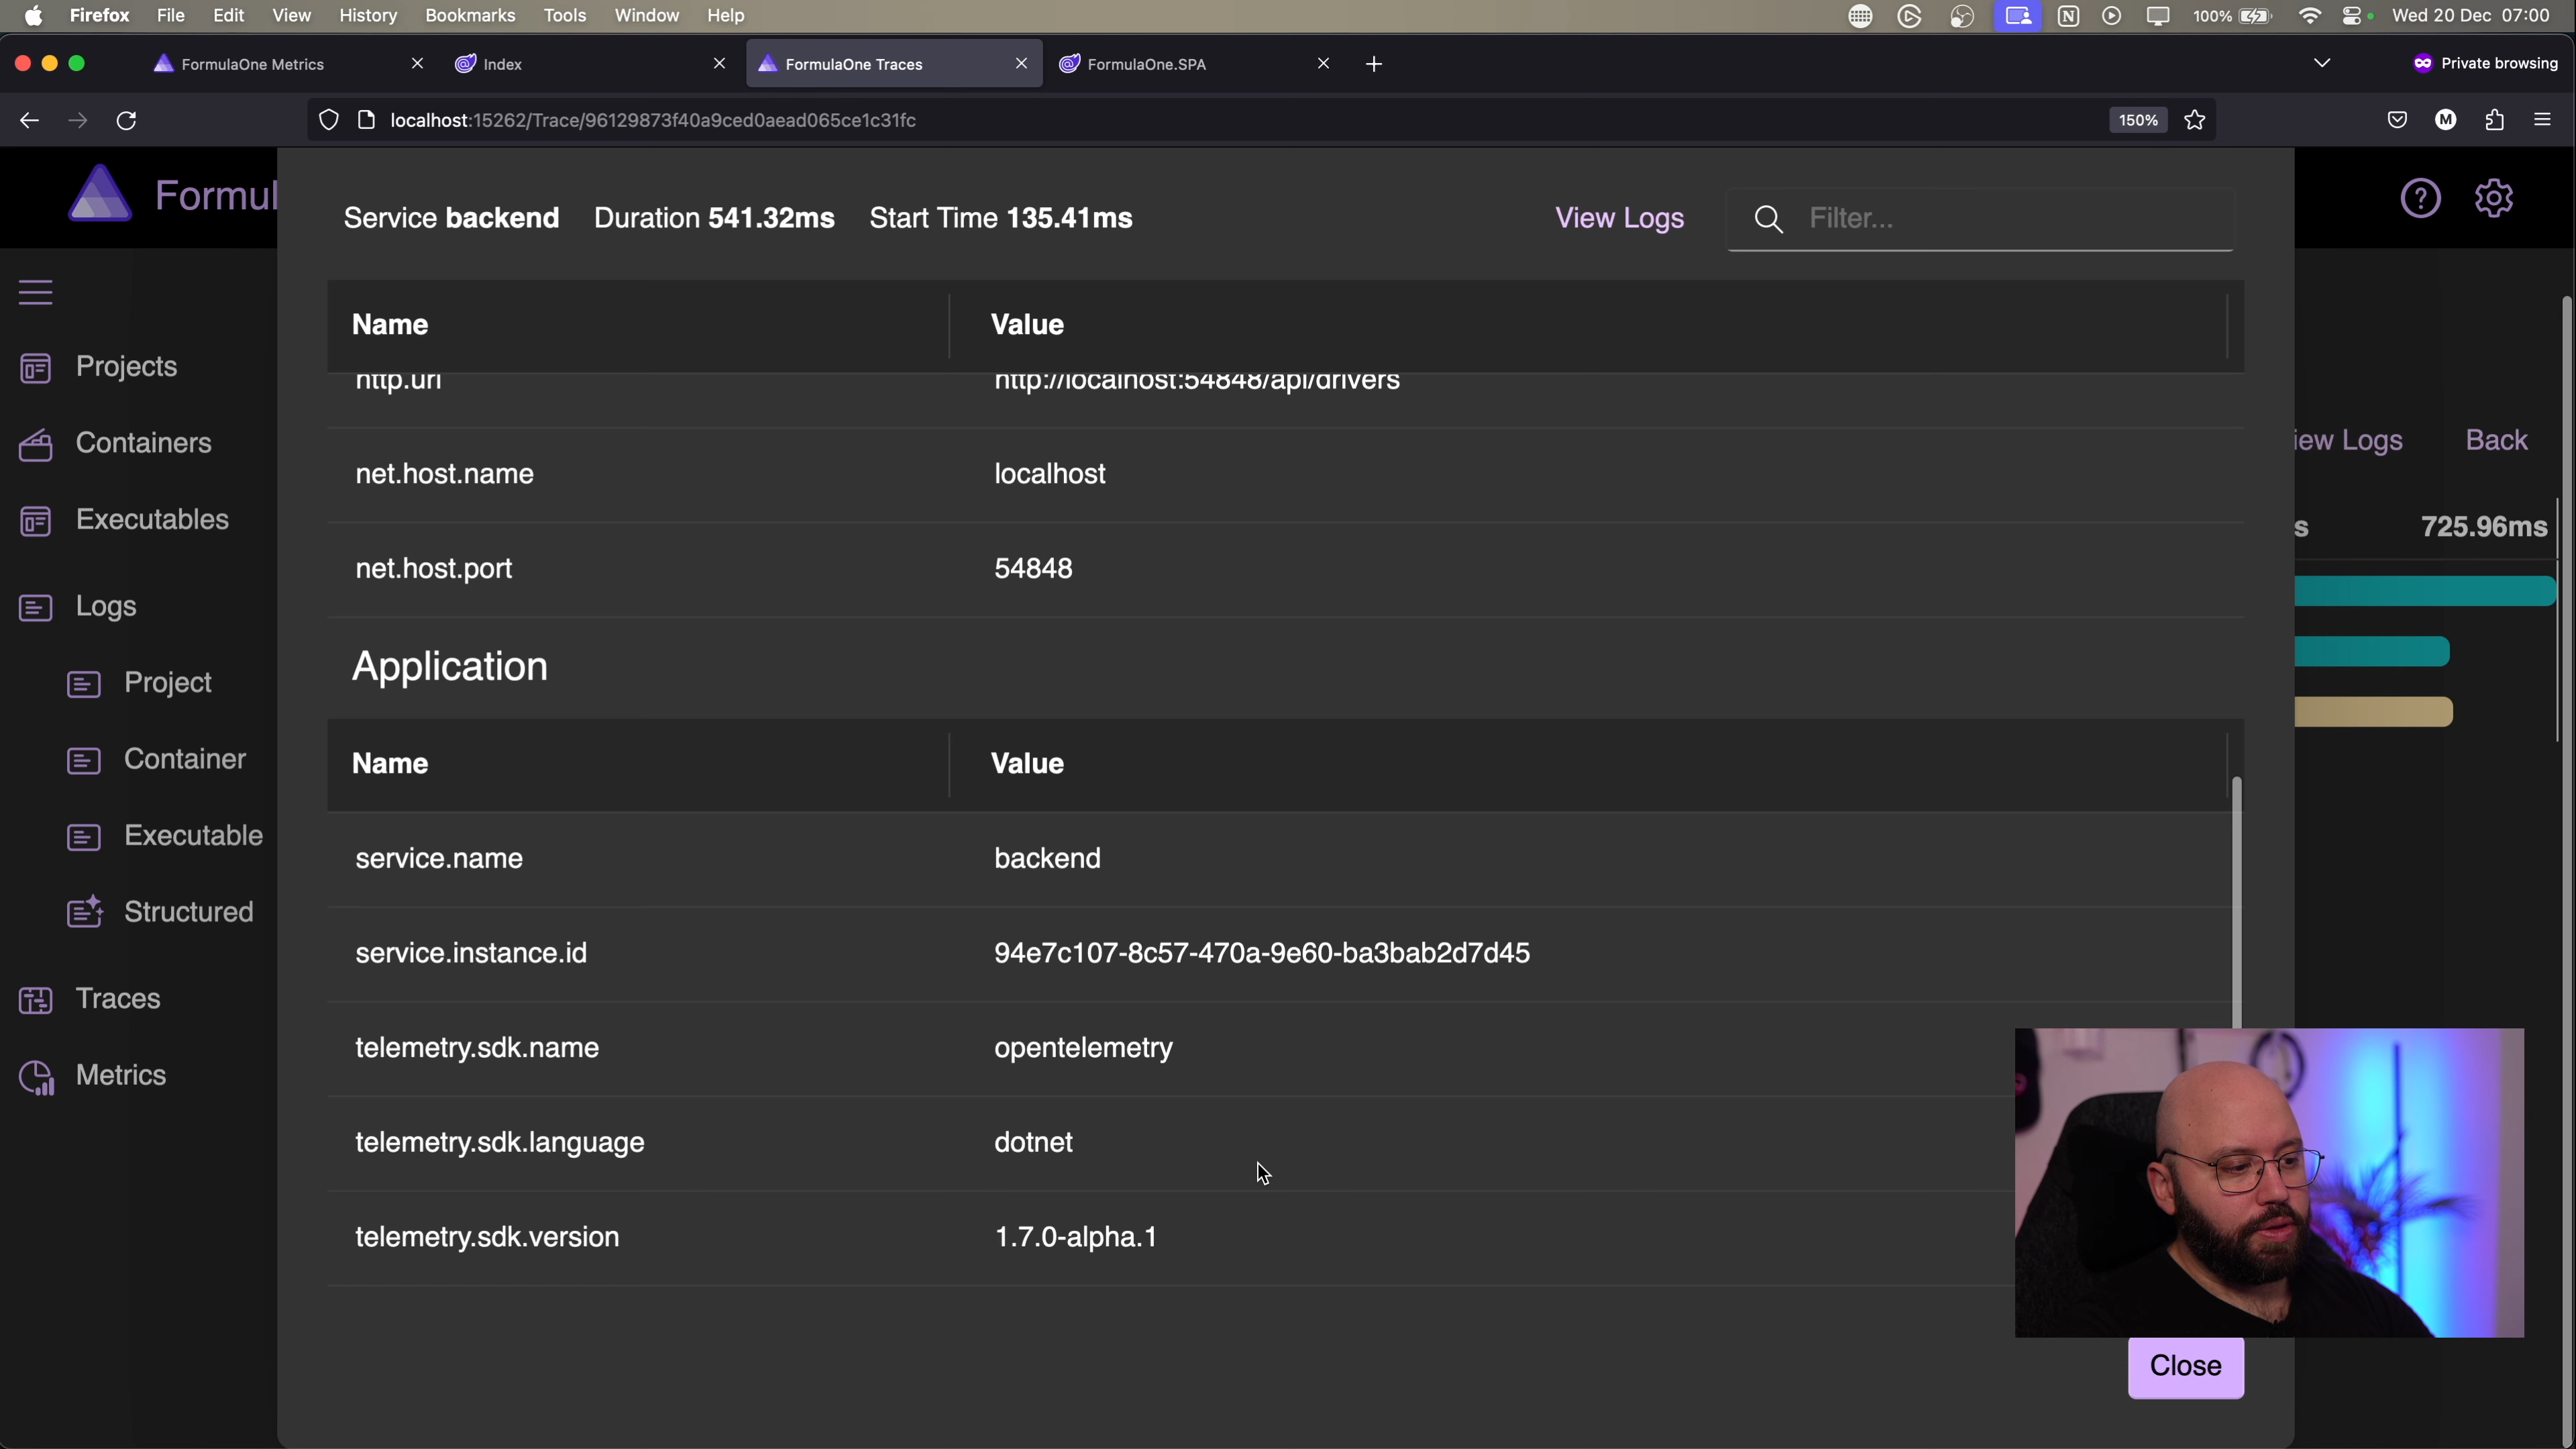 Firefox File Edit View History Bookmarks Tools Window Help 100% Wed 20 Dec 07:00
FormulaOne Metrics Index FormulaOne Traces FormulaOne.SPA Private browsing
localhost:15262/Trace/96129873f40a9ced0aead065ce1c31fc 150% M
Formul
Service backend Duration 541.32ms Start Time 135.41ms View Logs Filter...
Name Value
Projects
http.url http://localhost:54848/api/drivers
Containers
iew Logs Back
net.host.name localhost
Executables
s 725.96ms
net.host.port 54848
Logs
Application
Project
Container
Name Value
Executable
service.name backend
Structured
service.instance.id 94e7c107-8c57-470a-9e60-ba3bab2d7d45
Traces
telemetry.sdk.name opentelemetry
Metrics
telemetry.sdk.language dotnet
telemetry.sdk.version 1.7.0-alpha.1
Close